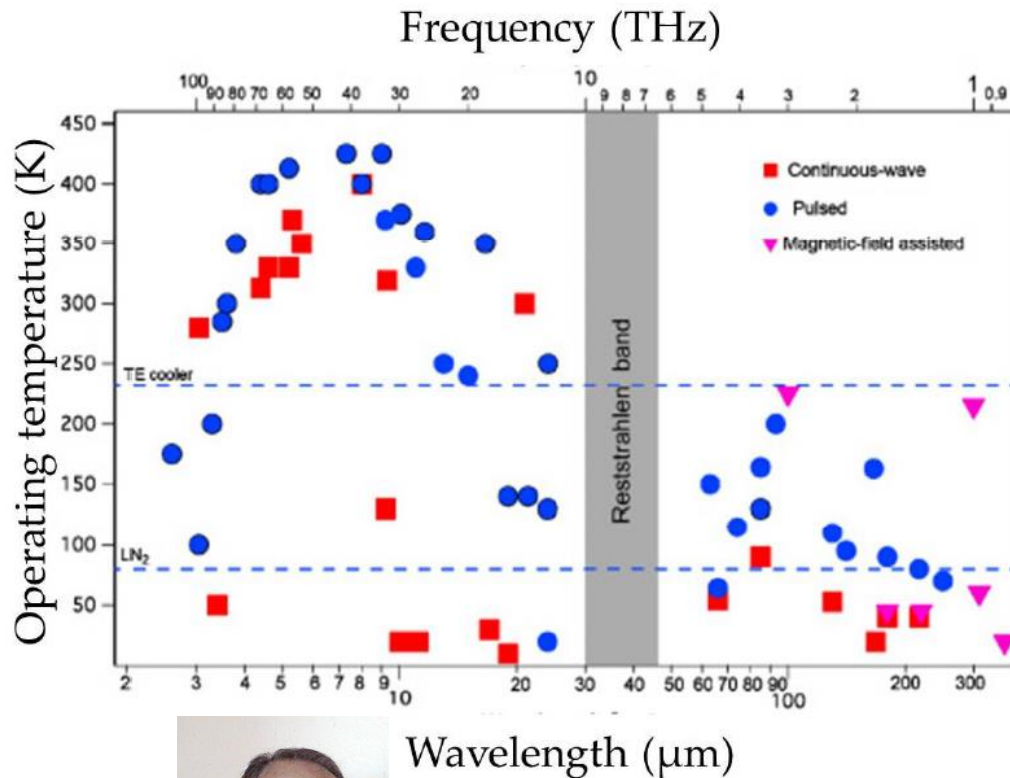 Frequency (THz)
100 90 80 70 60 50 40 30 20 10 9 8 7 6 5 4 3 2 1 0.9
450
400
350
300
250
200
150
100
50
Operating temperature (K)
Continuous-wave
Pulsed
Magnetic-field assisted
TE cooler
LN₂
Reststrahlen band
2 3 4 5 6 7 8 9 10 20 30 40 50 60 70 80 90 100 200 300
Wavelength (μm)